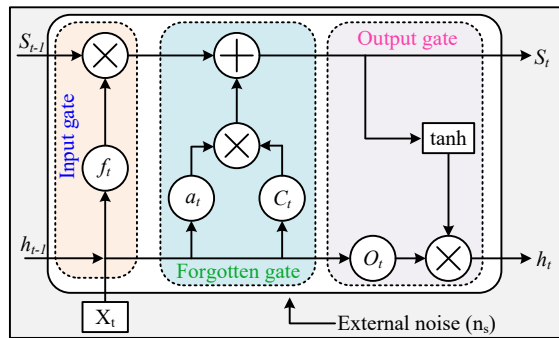 Output gate
S_{t-1}
S_t
Input gate
tanh
f_t
a_t
C_t
h_{t-1}
Forgotten gate
O_t
h_t
X_t
External noise (n_s)